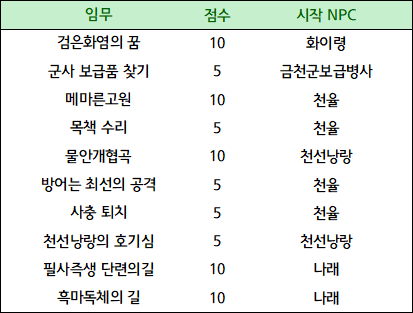 임무 점수 시작 NPC
검은화염의 꿈 10 화이령
군사 보급품 찾기 5 금천군보급병사
메마른고원 10 천율
목책 수리 5 천율
물안개협곡 10 천선낭랑
방어는 최선의 공격 5 천율
사충 퇴치 5 천율
천선낭랑의 호기심 5 천선낭랑
필사즉생 단련의길 10 나래
흑마독체의 길 10 나래